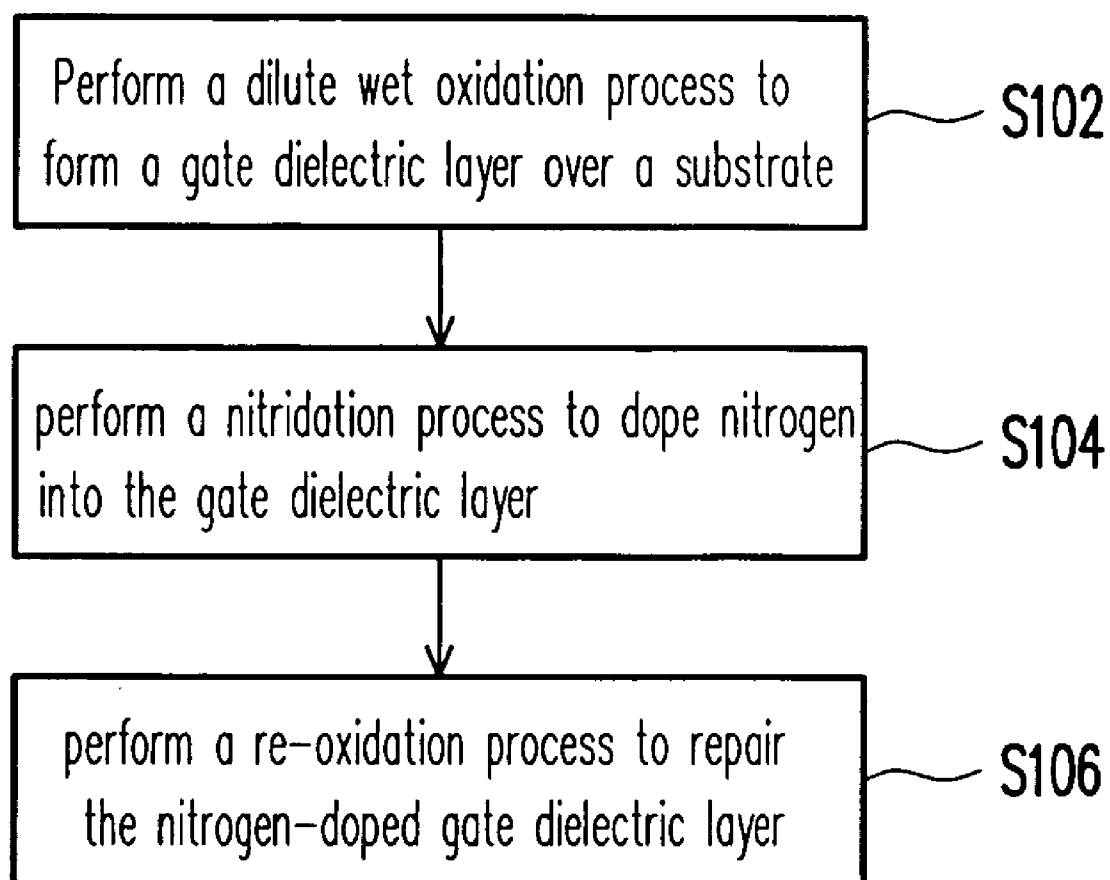 Perform a dilute wet oxidation process to
form a gate dielectric layer over a substrate
S102
perform a nitridation process to dope nitrogen
into the gate dielectric layer
S104
perform a re-oxidation process to repair
the nitrogen-doped gate dielectric layer
S106